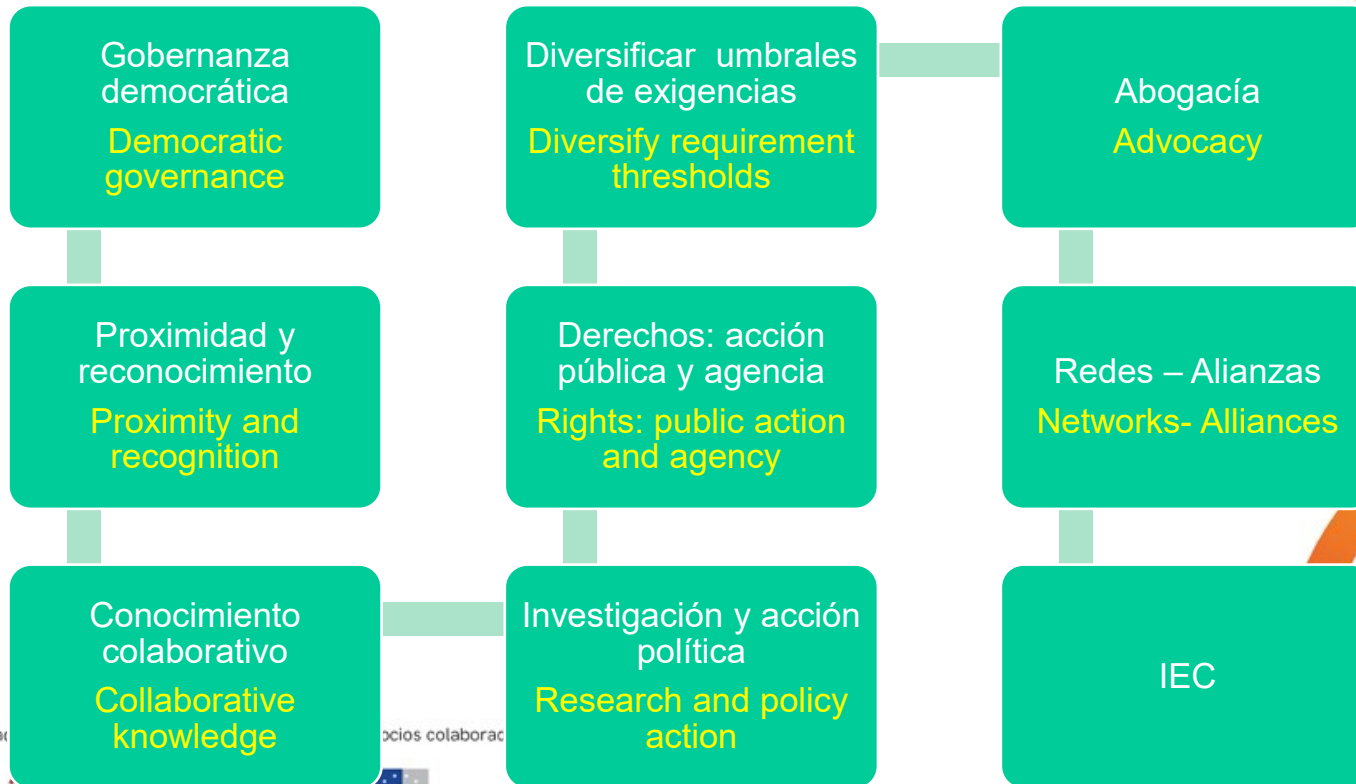 Gobernanza
democrática
Democratic
governance
Proximidad y
reconocimiento
Proximity and
recognition
Conocimiento
colaborativo
Collaborative
knowledge
Investigación y acción
política
Research and policy
action
Derechos: acción
pública y agencia
Rights: public action
and agency
Diversificar umbrales
de exigencias
Diversify requirement
thresholds
Abogacía
Advocacy
Redes – Alianzas
Networks- Alliances
IEC
colaborac